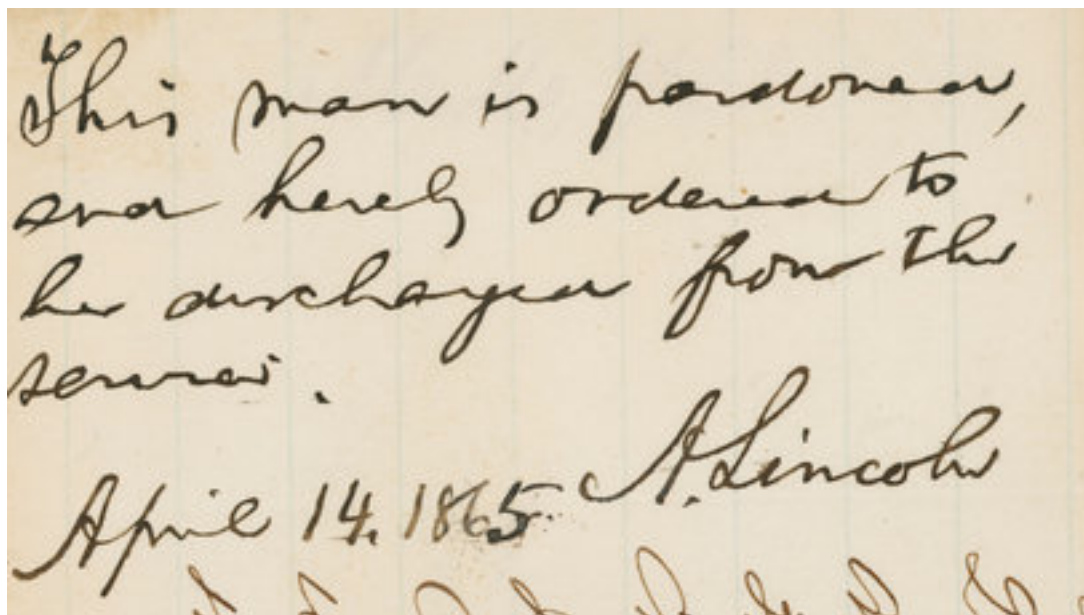 This man is pardoned,
and hereby ordered to
be discharged from the
service.
A. Lincoln
April 14, 1865